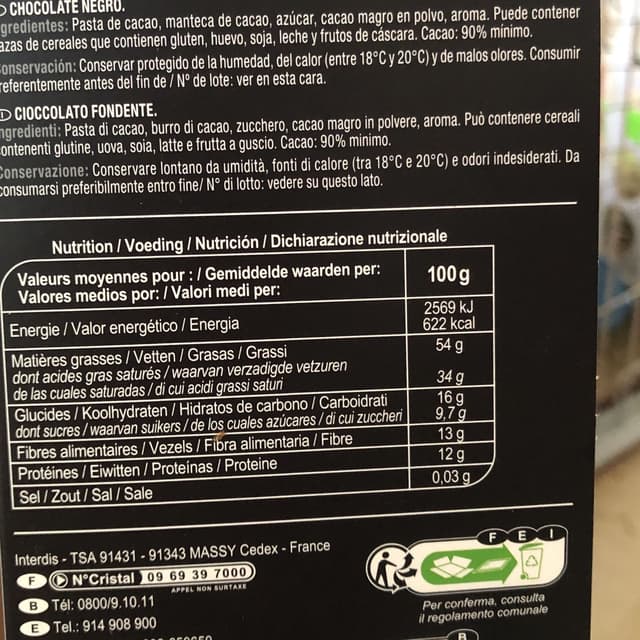 CHOCOLATE NEGRO.
gredientes: Pasta de cacao, manteca de cacao, azúcar, cacao magro en polvo, aroma. Puede contener
azas de cereales que contienen gluten, huevo, soja, leche y frutos de cáscara. Cacao: 90% mínimo.
onservación: Conservar protegido de la humedad, del calor (entre 18°C y 20°C) y de malos olores. Consumir
referentemente antes del fin de / N° de lote: ver en esta cara.
I CIOCCOLATO FONDENTE.
ngredienti: Pasta di cacao, burro di cacao, zucchero, cacao magro in polvere, aroma. Può contenere cereali
ontenenti glutine, uova, soia, latte e frutta a guscio. Cacao: 90% minimo.
Conservazione: Conservare lontano da umidità, fonti di calore (tra 18°C e 20°C) e odori indesiderati. Da
consumarsi preferibilmente entro fine/ N° di lotto: vedere su questo lato.
Nutrition / Voeding / Nutrición / Dichiarazione nutrizionale
Valeurs moyennes pour : / Gemiddelde waarden per: 100 g
Valores medios por: / Valori medi per:
2569 kJ
Energie / Valor energético / Energia 622 kcal
Matières grasses / Vetten / Grasas / Grassi 54 g
dont acides gras saturés / waarvan verzadigde vetzuren
de las cuales saturadas / di cui acidi grassi saturi 34 g
Glucides / Koolhydraten / Hidratos de carbono / Carboidrati 16 g
dont sucres / waarvan suikers / de los cuales azúcares / di cui zuccheri 9,7 g
Fibres alimentaires / Vezels / Fibra alimentaria / Fibre 13 g
Protéines / Eiwitten / Proteínas / Proteine 12 g
Sel / Zout / Sal / Sale 0,03 g
Interdis - TSA 91431 - 91343 MASSY Cedex - France
F N°Cristal 09 69 39 7000
APPEL NON SURTAXE
B Tél: 0800/9.10.11
E Tel.: 914 908 900
F E I
Per conferma, consulta
il regolamento comunale
B